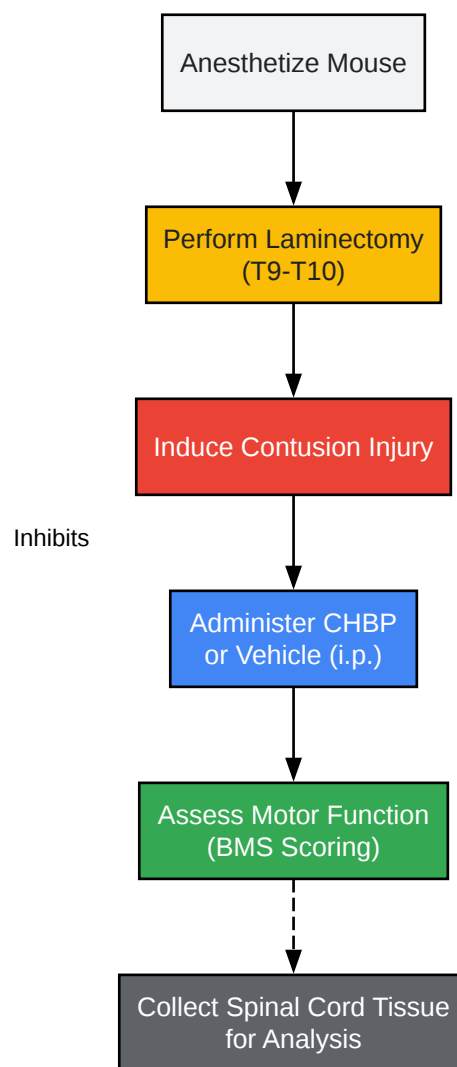 Anesthetize Mouse
Perform Laminectomy
(T9-T10)
Induce Contusion Injury
Inhibits
Administer CHBP
or Vehicle (i.p.)
Assess Motor Function
(BMS Scoring)
Collect Spinal Cord Tissue
for Analysis